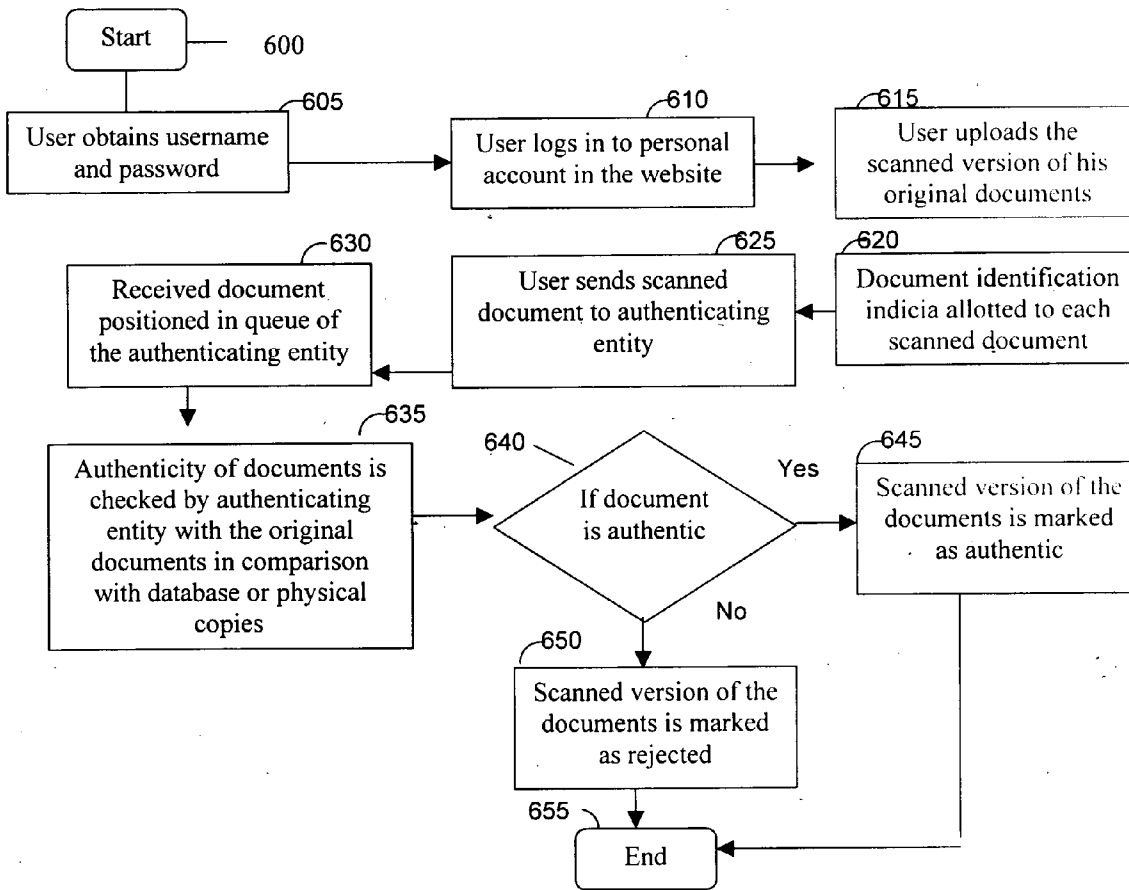 Start
600
605
User obtains username
and password
610
User logs in to personal
account in the website
615
User uploads the
scanned version of his
original documents
620
Document identification
indicia allotted to each
scanned document
625
User sends scanned
document to authenticating
entity
630
Received document
positioned in queue of
the authenticating entity
635
Authenticity of documents is
checked by authenticating
entity with the original
documents in comparison
with database or physical
copies
640
If document
is authentic
Yes
645
Scanned version of the
documents is marked
as authentic
No
650
Scanned version of the
documents is marked
as rejected
655
End